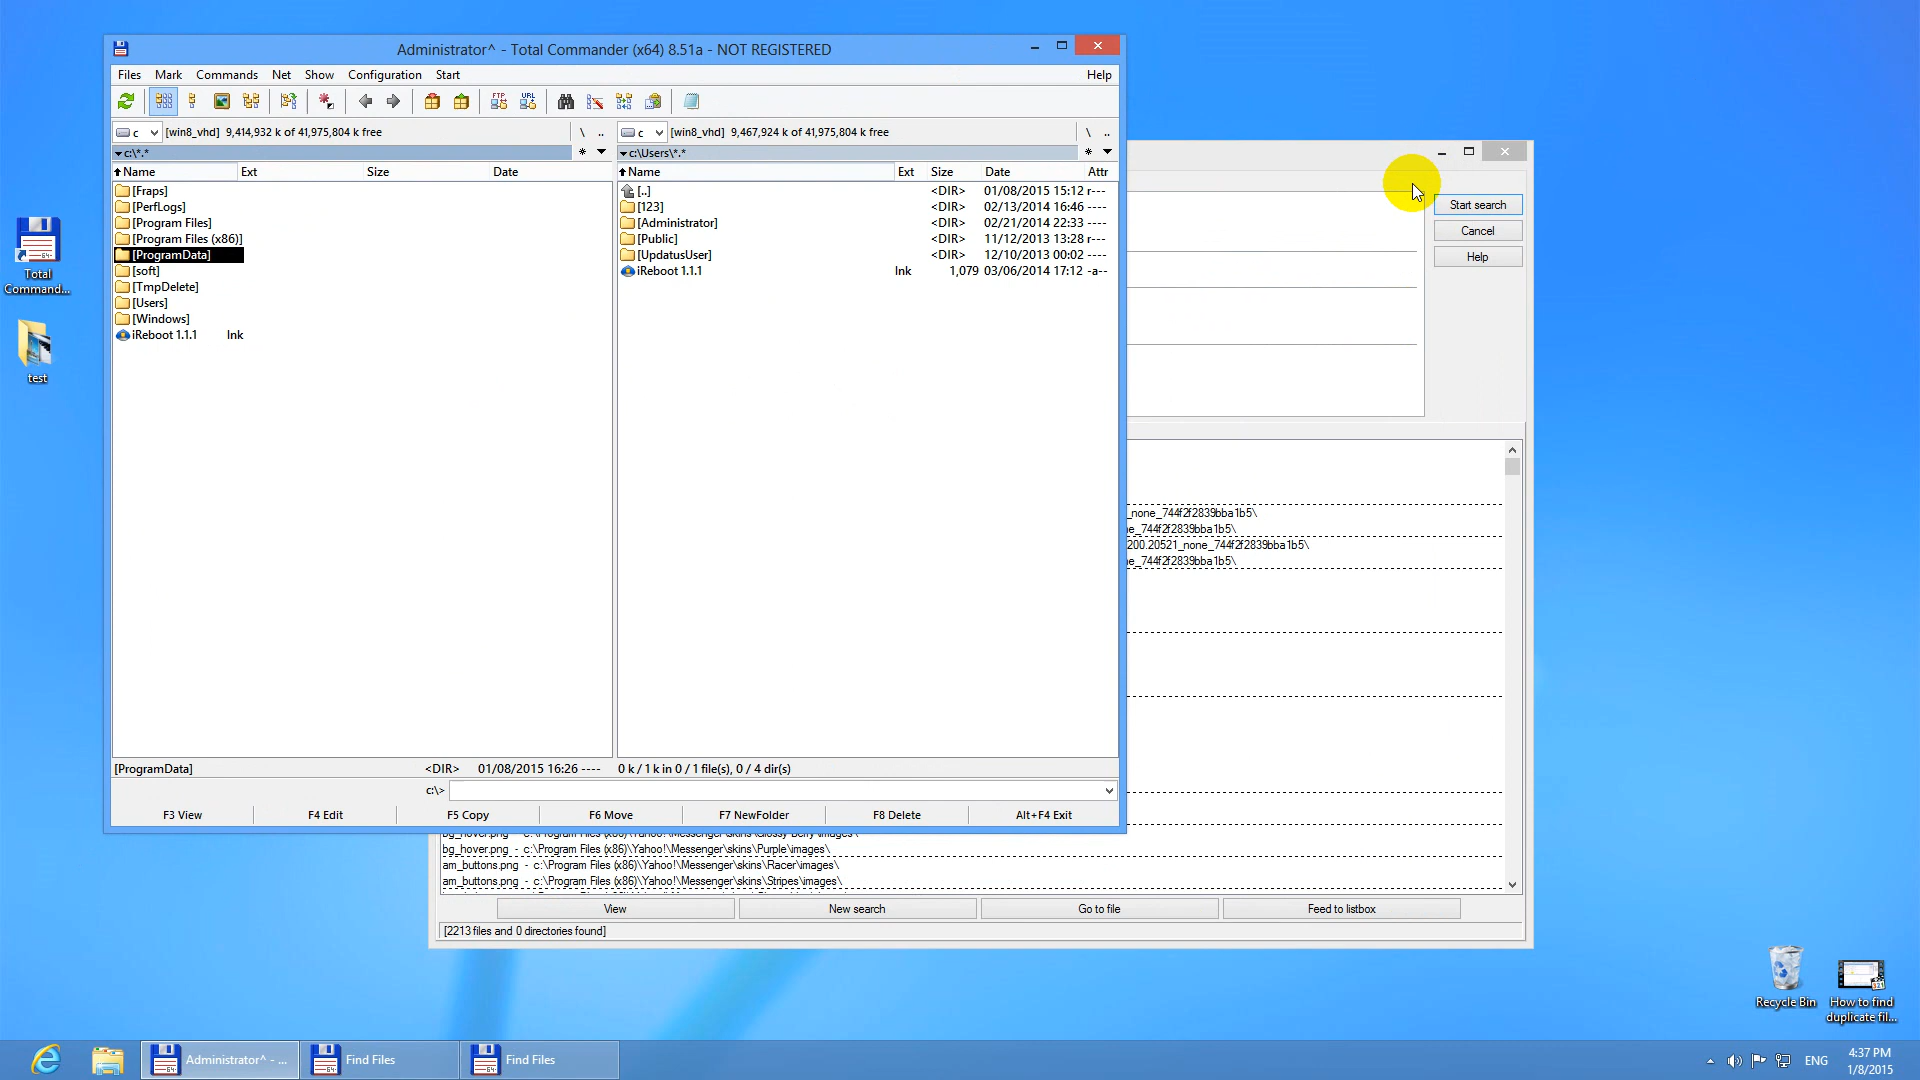 Administrator^ - Total Commander (x64) 8.51a - NOT REGISTERED
Files Mark Commands Net Show Configuration Start Help
FTP URL
c [win8_vhd] 9,414,932 k of 41,975,804 k free \ ..
c [win8_vhd] 9,467,924 k of 41,975,804 k free \ ..
c:\*.* *
c:\Users\*.* *
Name Ext Size Date
Name Ext Size Date Attr
[Fraps]
[PerfLogs]
[Program Files]
[Program Files (x86)]
[ProgramData]
[soft]
[TmpDelete]
[Users]
[Windows]
iReboot 1.1.1 lnk
[..] <DIR> 01/08/2015 15:12 r---
[123] <DIR> 02/13/2014 16:46 ----
[Administrator] <DIR> 02/21/2014 22:33 ----
[Public] <DIR> 11/12/2013 13:28 r---
[UpdatusUser] <DIR> 12/10/2013 00:02 ----
iReboot 1.1.1 lnk 1,079 03/06/2014 17:12 -a--
[ProgramData] <DIR> 01/08/2015 16:26 ----
0 k / 1 k in 0 / 1 file(s), 0 / 4 dir(s)
c:\>
F3 View F4 Edit F5 Copy F6 Move F7 NewFolder F8 Delete Alt+F4 Exit
Start search
Cancel
Help
_none_744f2f2839bba1b5\
ne_744f2f2839bba1b5\
200.20521_none_744f2f2839bba1b5\
ne_744f2f2839bba1b5\
bg_hover.png - c:\Program Files (x86)\Yahoo!\Messenger\skins\Purple\images\
am_buttons.png - c:\Program Files (x86)\Yahoo!\Messenger\skins\Racer\images\
am_buttons.png - c:\Program Files (x86)\Yahoo!\Messenger\skins\Stripes\images\
View New search Go to file Feed to listbox
[2213 files and 0 directories found]
Total
Command...
test
Recycle Bin
How to find
duplicate fil...
Administrator^ - ...
Find Files
Find Files
ENG
4:37 PM
1/8/2015